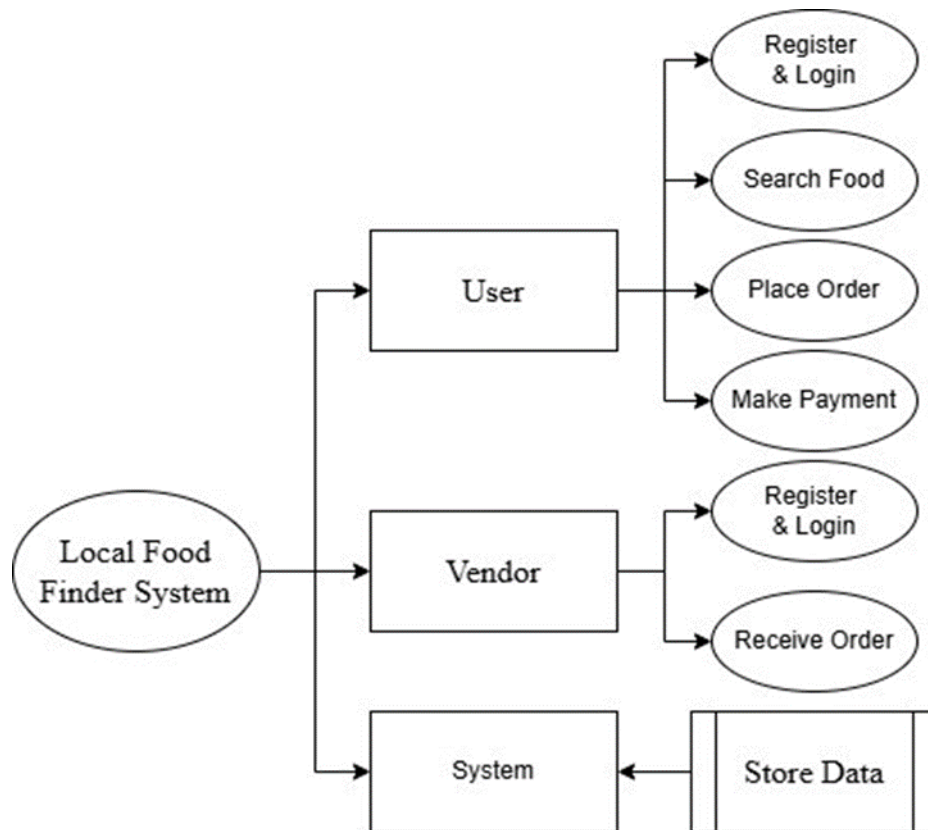 Register
& Login
Search Food
User
Place Order
Make Payment
Register
& Login
Local Food
Finder System
Vendor
Receive Order
System
Store Data